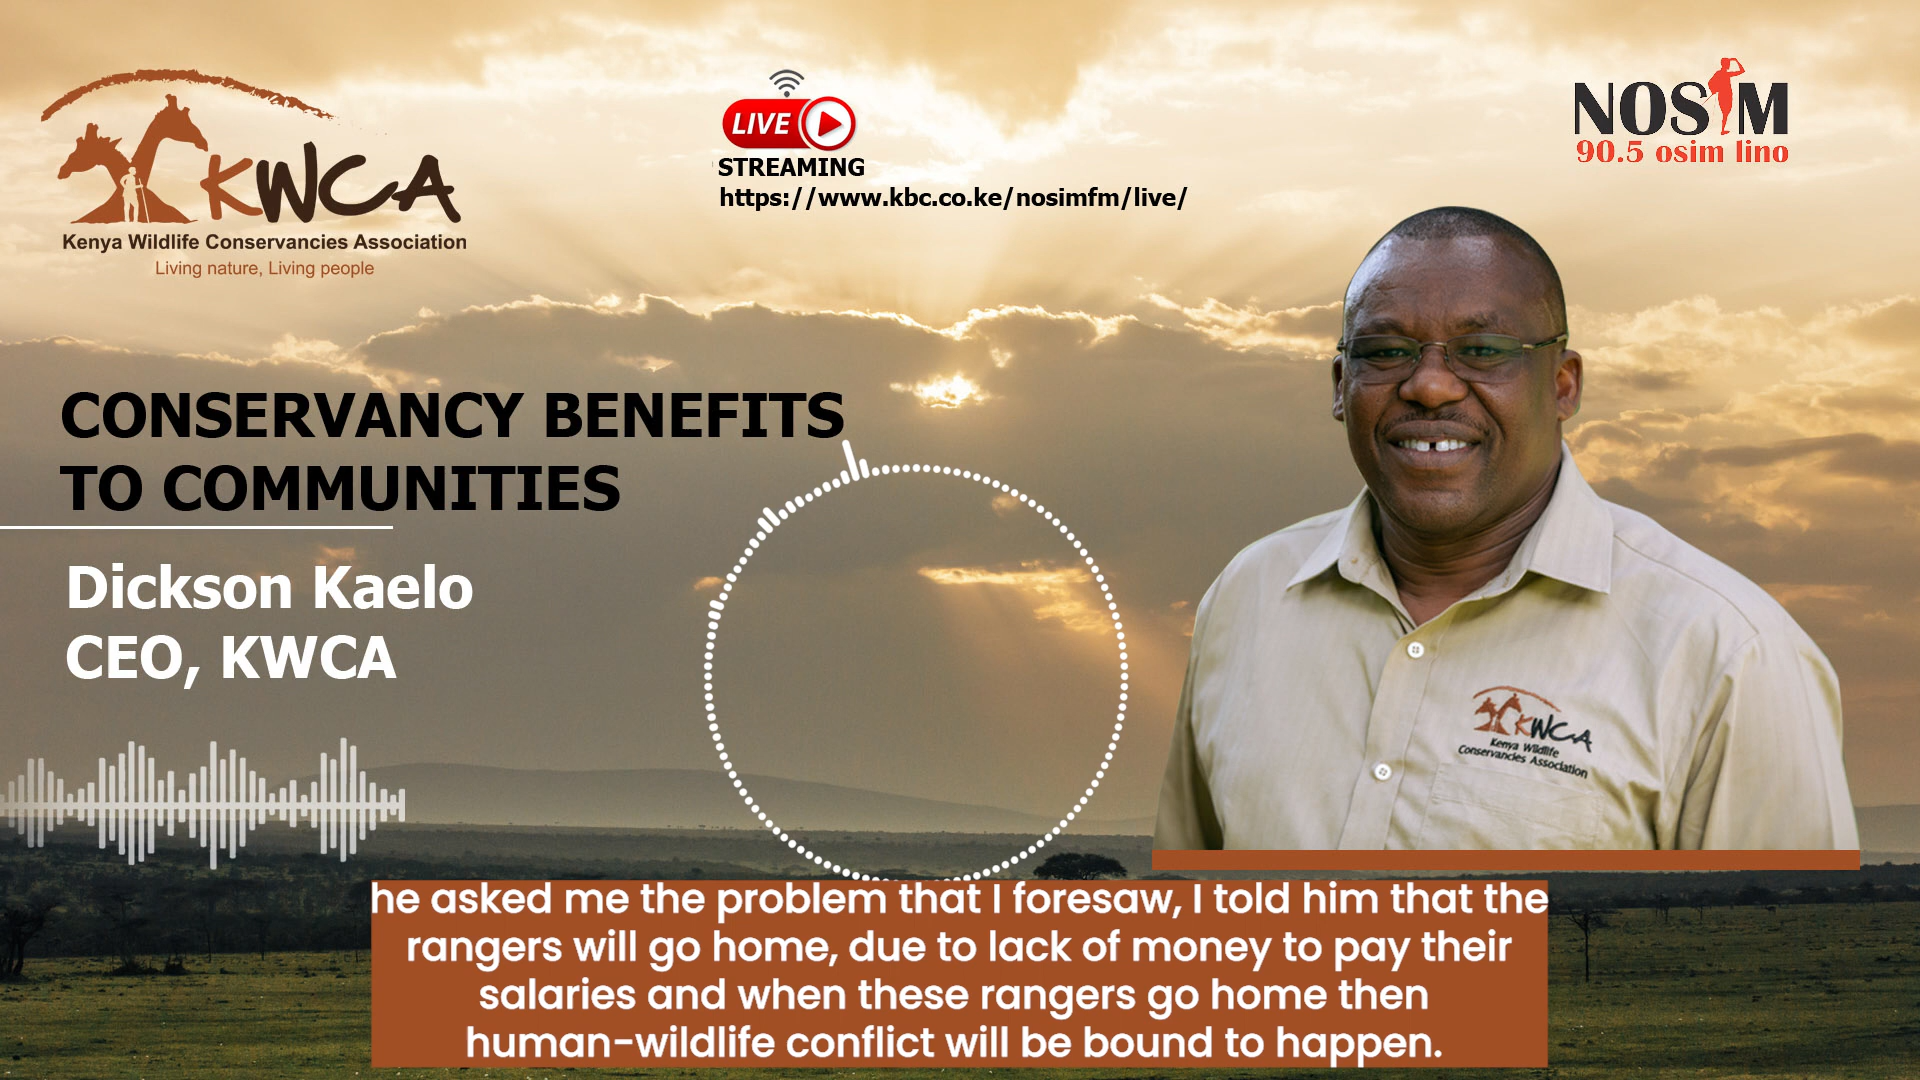 KWCA
Kenya Wildlife Conservancies Association
Living nature, Living people
LIVE
STREAMING
https://www.kbc.co.ke/nosimfm/live/
NOSIM
90.5 osim lino
CONSERVANCY BENEFITS
TO COMMUNITIES
Dickson Kaelo
CEO, KWCA
KWCA
Kenya Wildlife
Conservancies Association
he asked me the problem that I foresaw, I told him that the
rangers will go home, due to lack of money to pay their
salaries and when these rangers go home then
human-wildlife conflict will be bound to happen.